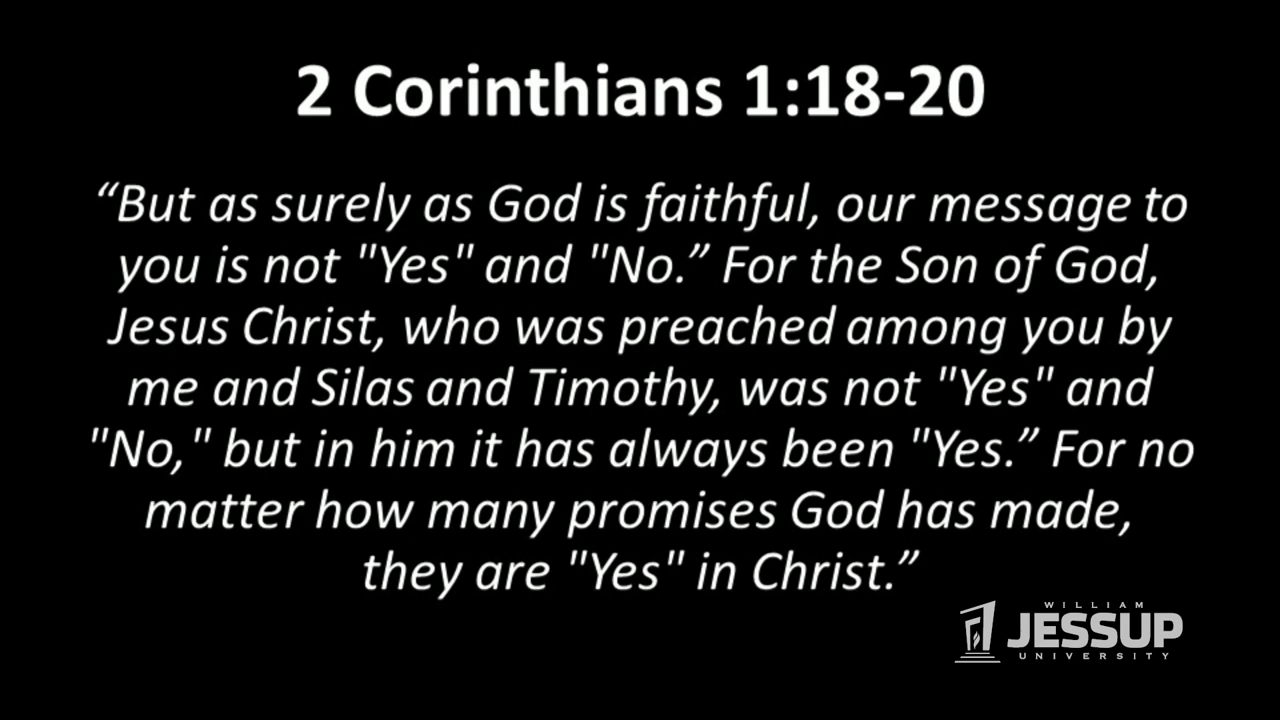 2 Corinthians 1:18-20
“But as surely as God is faithful, our message to
you is not "Yes" and "No.” For the Son of God,
Jesus Christ, who was preached among you by
me and Silas and Timothy, was not "Yes" and
"No," but in him it has always been "Yes.” For no
matter how many promises God has made,
they are "Yes" in Christ.”
WILLIAM
JESSUP
UNIVERSITY